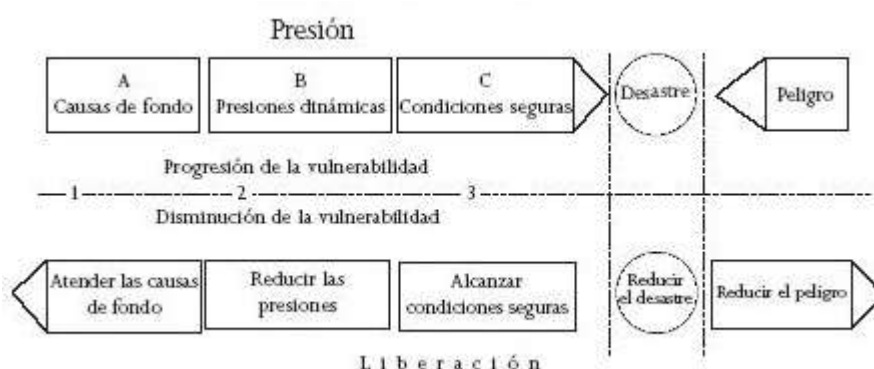 Presión
A
Causas de fondo
B
Presiones dinámicas
C
Condiciones seguras
Desastre
Peligro
Progresión de la vulnerabilidad
1
2
3
Disminución de la vulnerabilidad
Atender las causas
de fondo
Reducir las
presiones
Alcanzar
condiciones seguras
Reducir
el desastre
Reducir el peligro
Liberación